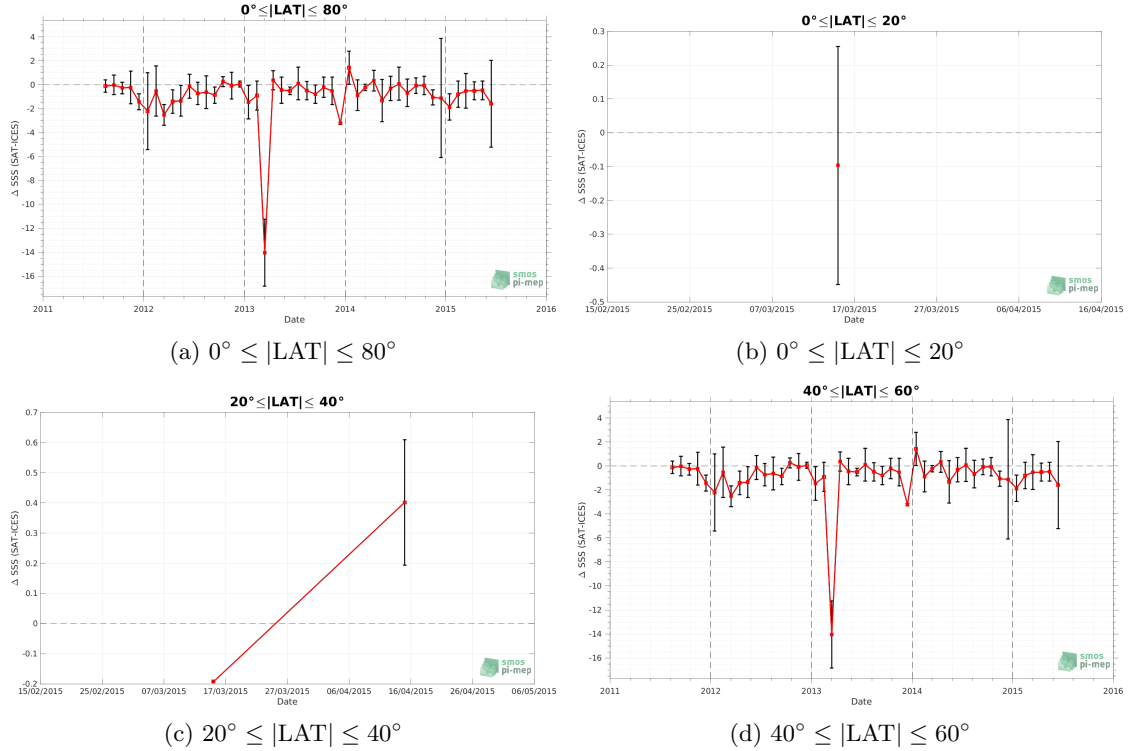 0°≤|LAT|≤ 80°
4
2
0
-2
-4
-6
-8
-10
-12
-14
-16
Δ SSS (SAT-ICES)
2011
2012
2013
2014
2015
2016
Date
smos
pi-mep
(a) 0° ≤ |LAT| ≤ 80°
0°≤|LAT|≤ 20°
0.3
0.2
0.1
0
-0.1
-0.2
-0.3
-0.4
-0.5
Δ SSS (SAT-ICES)
15/02/2015
25/02/2015
07/03/2015
17/03/2015
27/03/2015
06/04/2015
16/04/2015
Date
smos
pi-mep
(b) 0° ≤ |LAT| ≤ 20°
20°≤|LAT|≤ 40°
0.7
0.6
0.5
0.4
0.3
0.2
0.1
0
-0.1
-0.2
Δ SSS (SAT-ICES)
15/02/2015
25/02/2015
07/03/2015
17/03/2015
27/03/2015
06/04/2015
16/04/2015
26/04/2015
06/05/2015
Date
smos
pi-mep
(c) 20° ≤ |LAT| ≤ 40°
40°≤|LAT|≤ 60°
4
2
0
-2
-4
-6
-8
-10
-12
-14
-16
Δ SSS (SAT-ICES)
2011
2012
2013
2014
2015
2016
Date
smos
pi-mep
(d) 40° ≤ |LAT| ≤ 60°